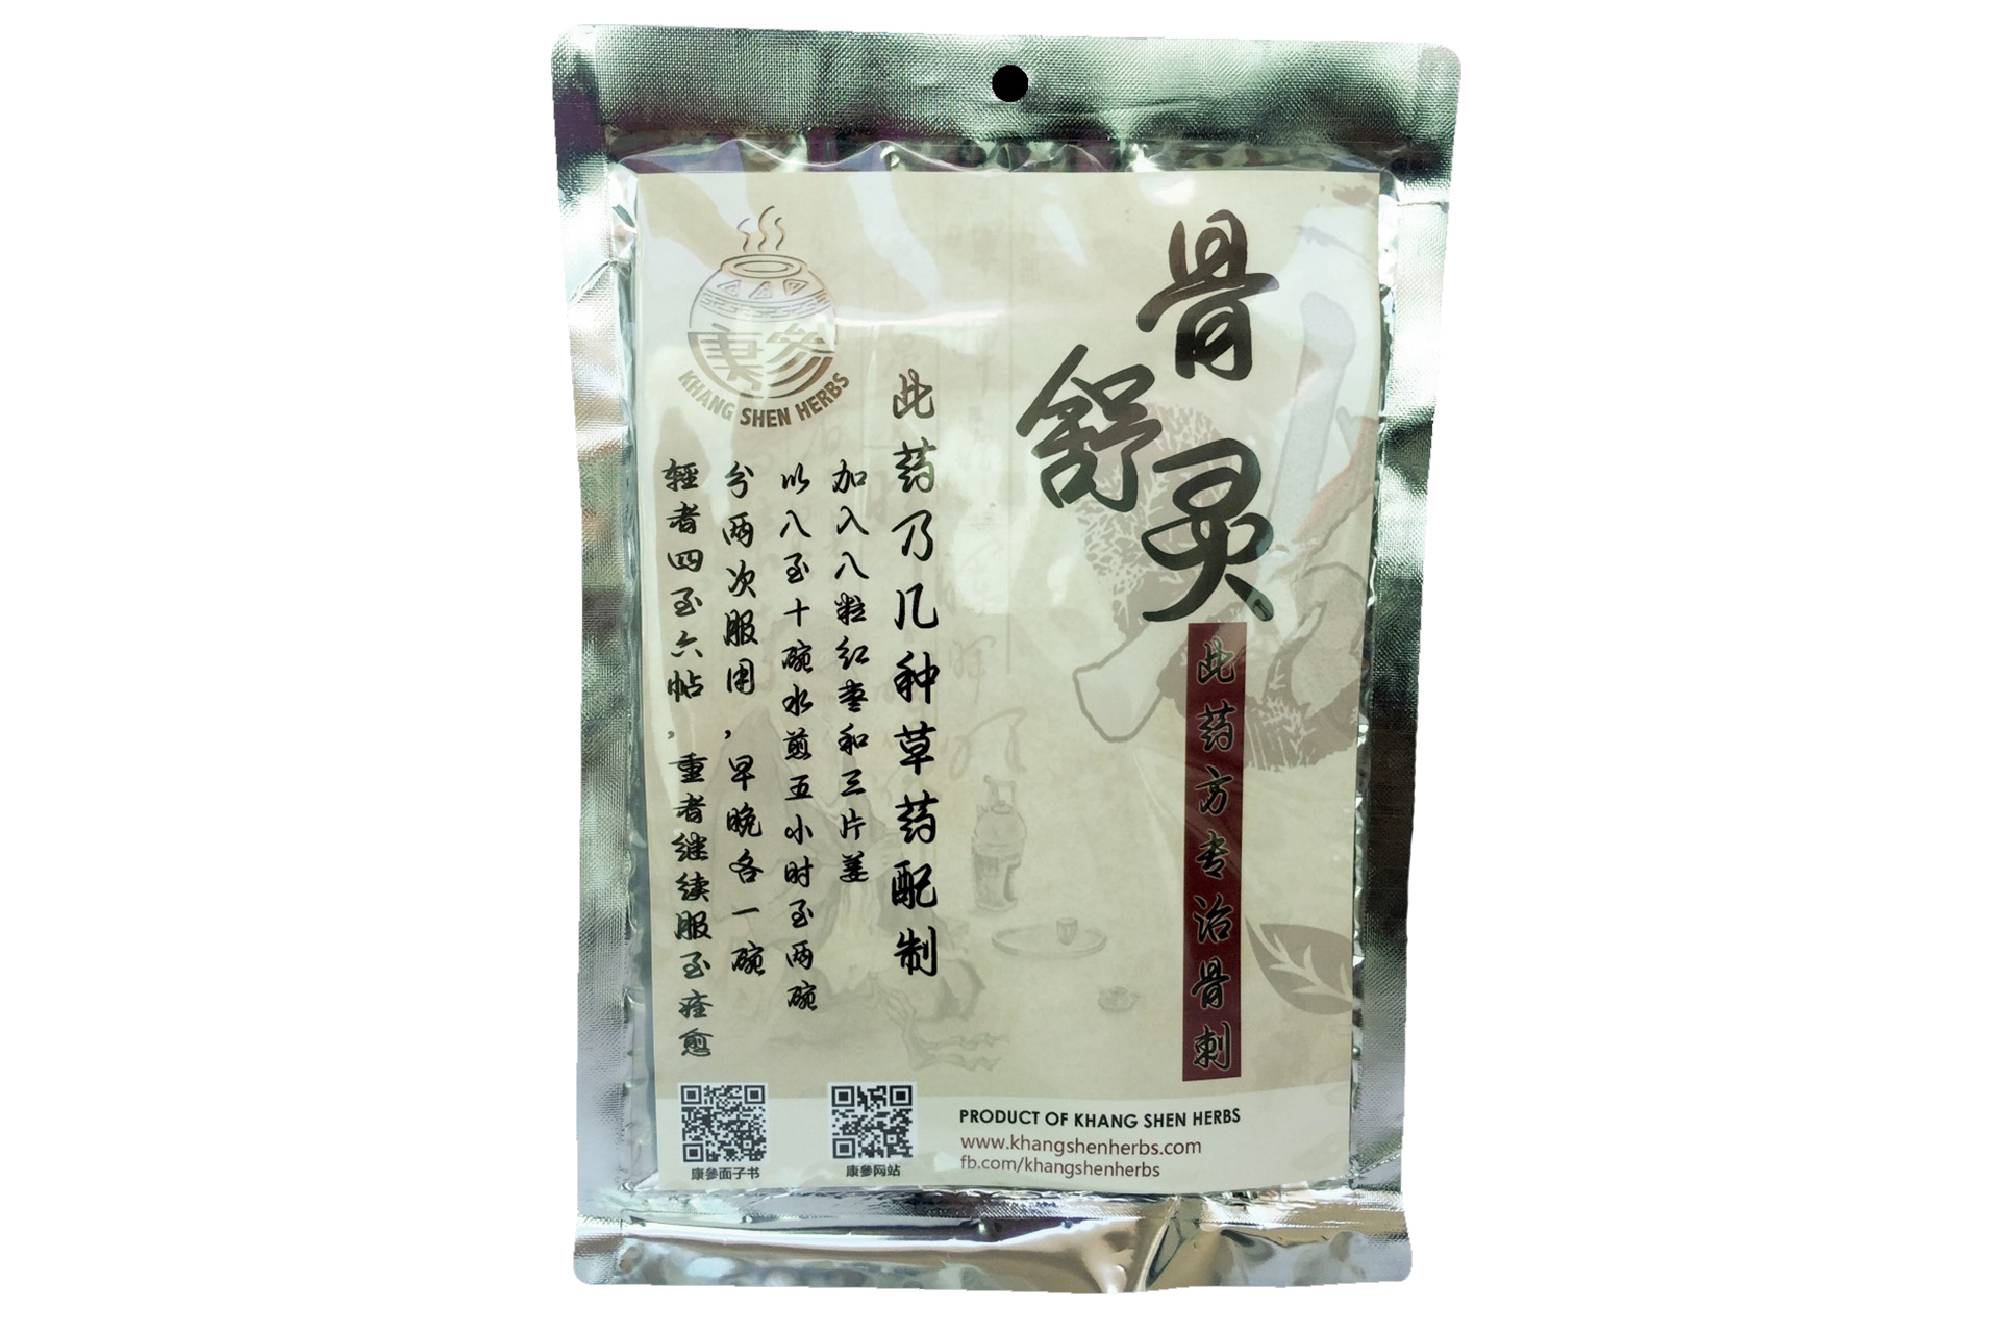 骨舒灵
此药方专治骨刺
此药乃几种草药配制
加入八粒红枣和三片姜
以八至十碗水煎五小时至两碗
分两次服用，早晚各一碗
轻者四至六帖，重者继续服至痊愈
康參
KHANG SHEN HERBS
康參面子书
康參网站
PRODUCT OF KHANG SHEN HERBS
www.khangshenherbs.com
fb.com/khangshenherbs